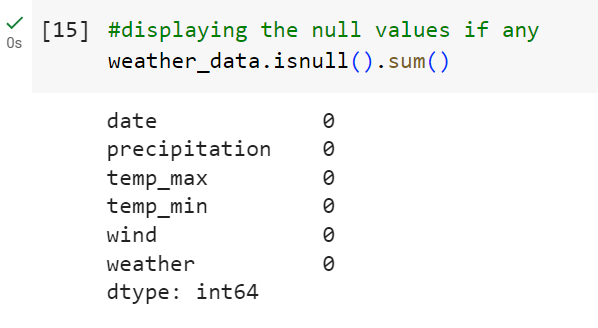 [15] #displaying the null values if any
0s
weather_data.isnull().sum()
date 0
precipitation 0
temp_max 0
temp_min 0
wind 0
weather 0
dtype: int64